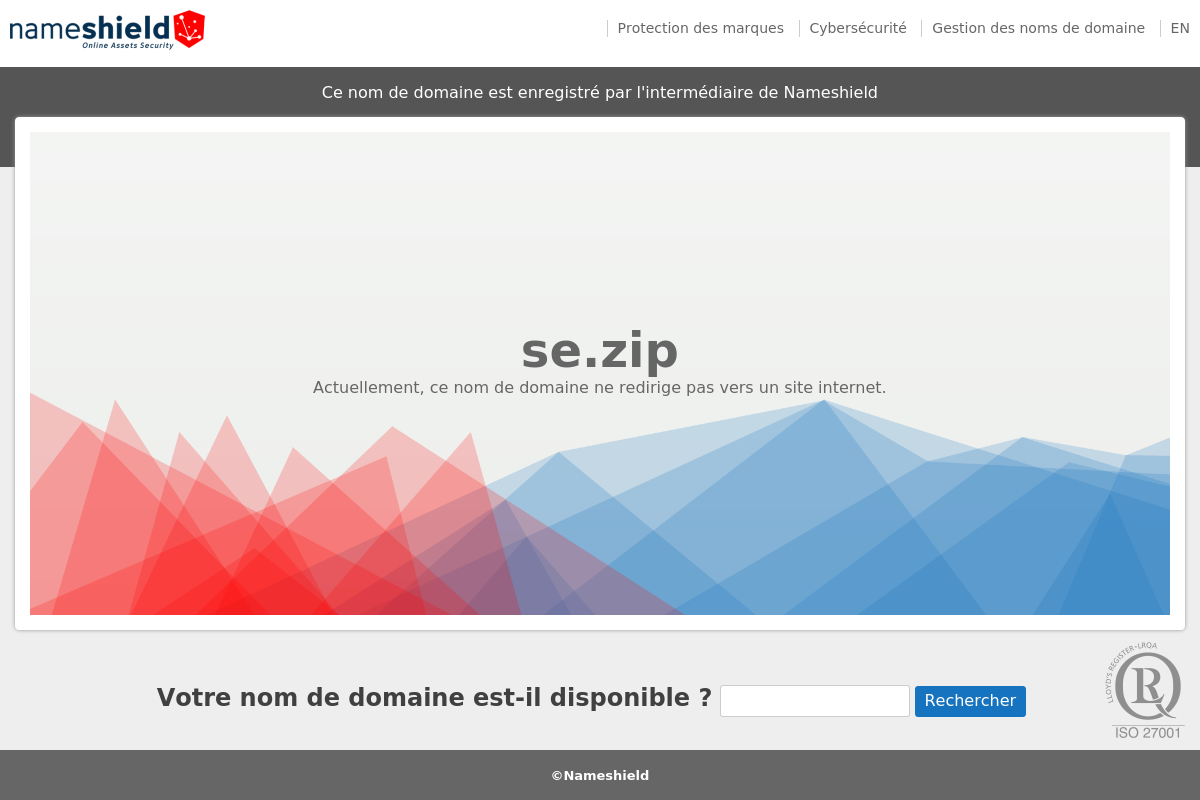 nameshield
Online Assets Security
Protection des marques
Cybersécurité
Gestion des noms de domaine
EN
Ce nom de domaine est enregistré par l'intermédiaire de Nameshield
se.zip
Actuellement, ce nom de domaine ne redirige pas vers un site internet.
Votre nom de domaine est-il disponible ?
Rechercher
LLOYD'S REGISTER • LRQA
R
ISO 27001
©Nameshield